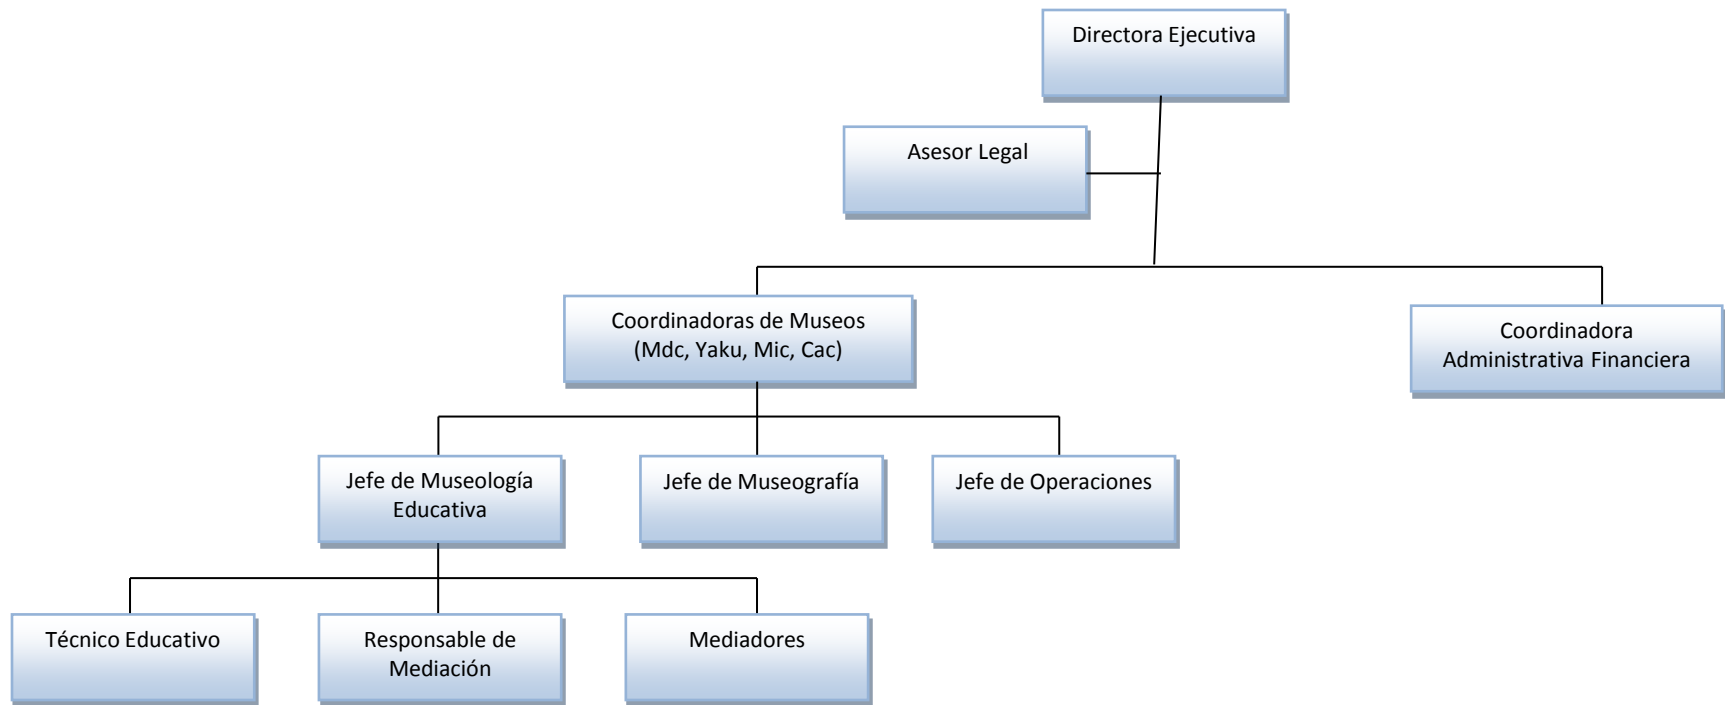 Directora Ejecutiva
Asesor Legal
Coordinadoras de Museos
(Mdc, Yaku, Mic, Cac)
Coordinadora
Administrativa Financiera
Jefe de Museología
Educativa
Jefe de Museografía
Jefe de Operaciones
Técnico Educativo
Responsable de
Mediación
Mediadores